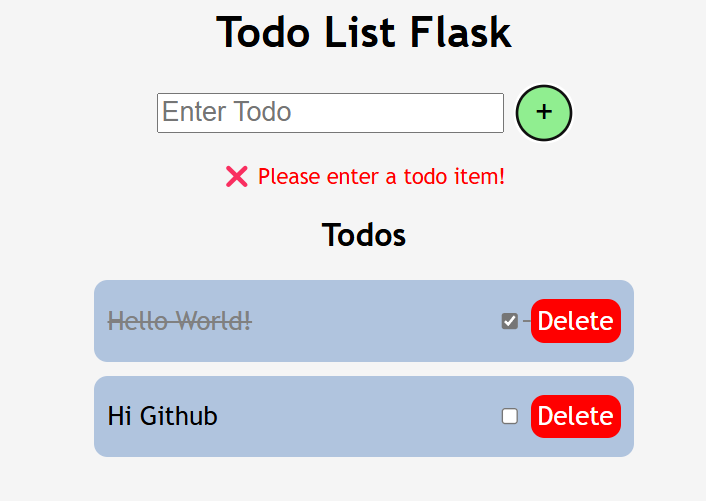 Todo List Flask
Enter Todo +
❌ Please enter a todo item!
Todos
Hello World! Delete
Hi Github Delete